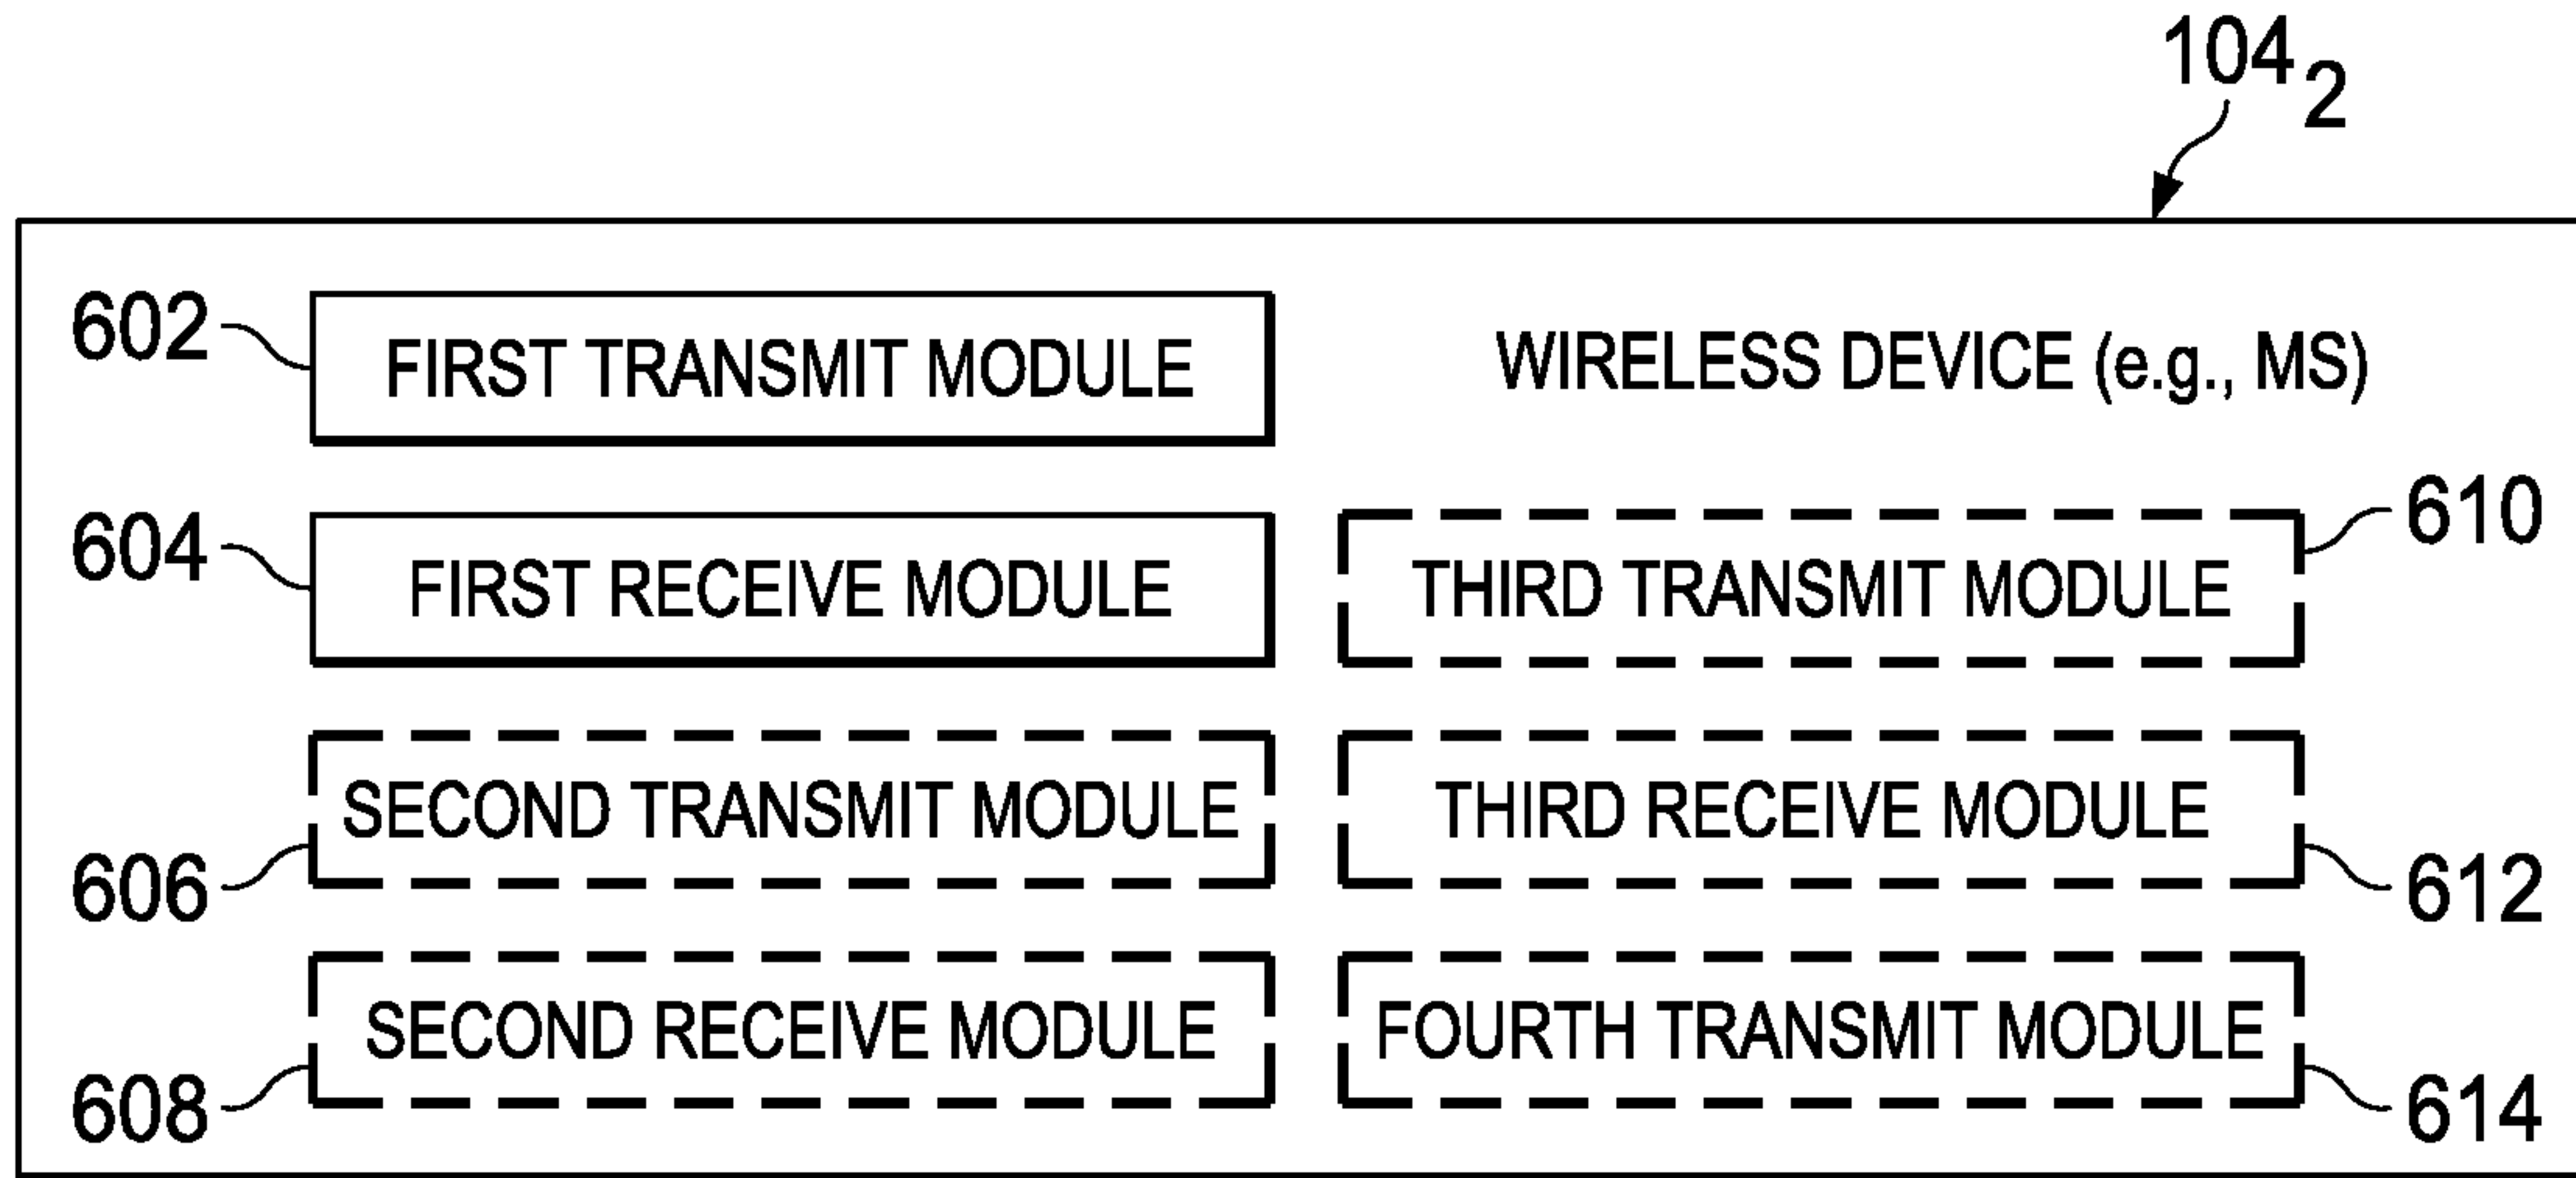 104₂
602 FIRST TRANSMIT MODULE WIRELESS DEVICE (e.g., MS)
604 FIRST RECEIVE MODULE THIRD TRANSMIT MODULE 610
606 SECOND TRANSMIT MODULE THIRD RECEIVE MODULE 612
608 SECOND RECEIVE MODULE FOURTH TRANSMIT MODULE 614